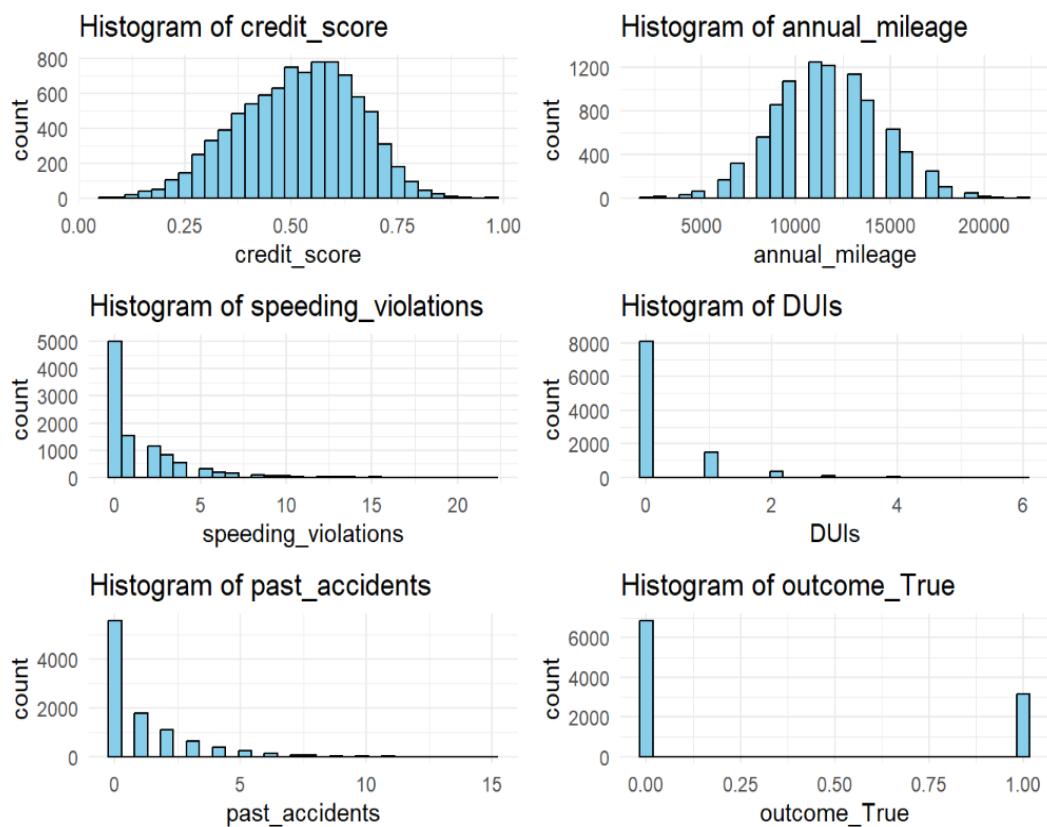 Histogram of credit_score
count
800
600
400
200
0
0.00 0.25 0.50 0.75 1.00
credit_score
Histogram of annual_mileage
count
1200
800
400
0
5000 10000 15000 20000
annual_mileage
Histogram of speeding_violations
count
5000
4000
3000
2000
1000
0
0 5 10 15 20
speeding_violations
Histogram of DUIs
count
8000
6000
4000
2000
0
0 2 4 6
DUIs
Histogram of past_accidents
count
4000
2000
0
0 5 10 15
past_accidents
Histogram of outcome_True
count
6000
4000
2000
0
0.00 0.25 0.50 0.75 1.00
outcome_True